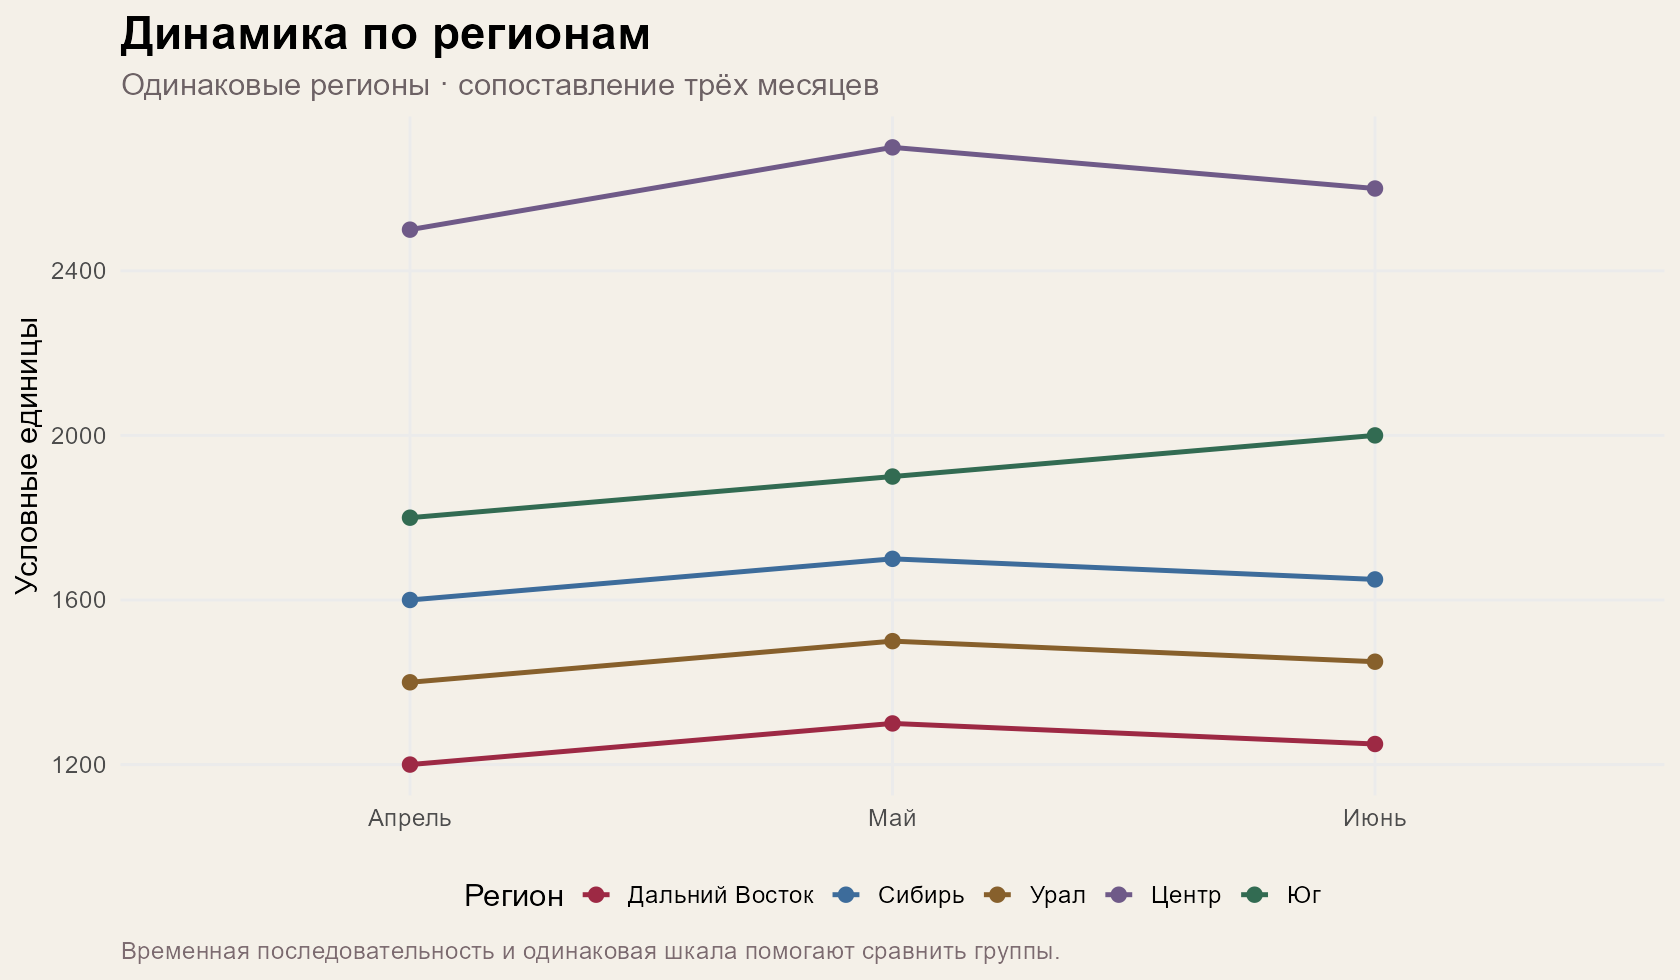 Динамика по регионам
Одинаковые регионы · сопоставление трёх месяцев
Условные единицы
2400
2000
1600
1200
Апрель Май Июнь
Регион Дальний Восток Сибирь Урал Центр Юг
Временная последовательность и одинаковая шкала помогают сравнить группы.